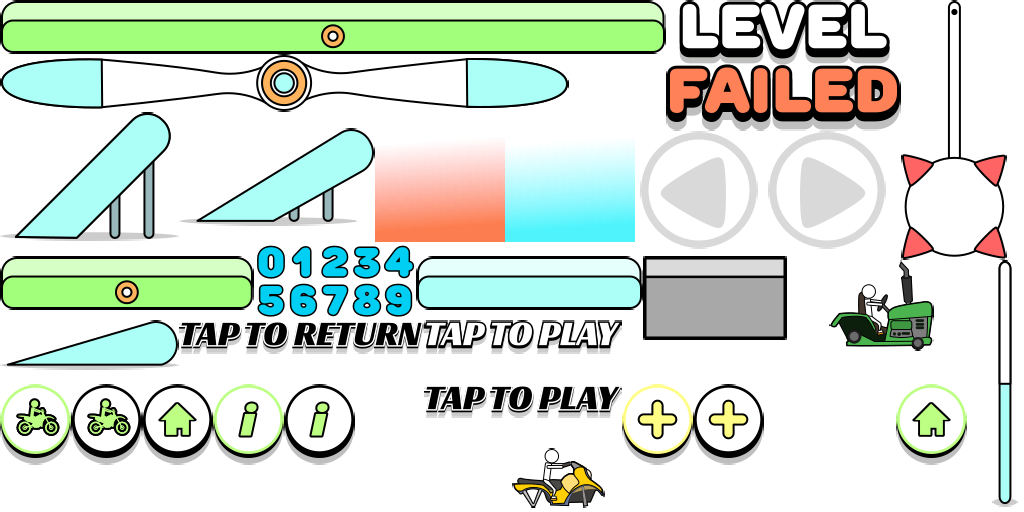 LEVEL
FAILED
01234
56789
TAP TO RETURN
TAP TO PLAY
TAP TO PLAY
i
i